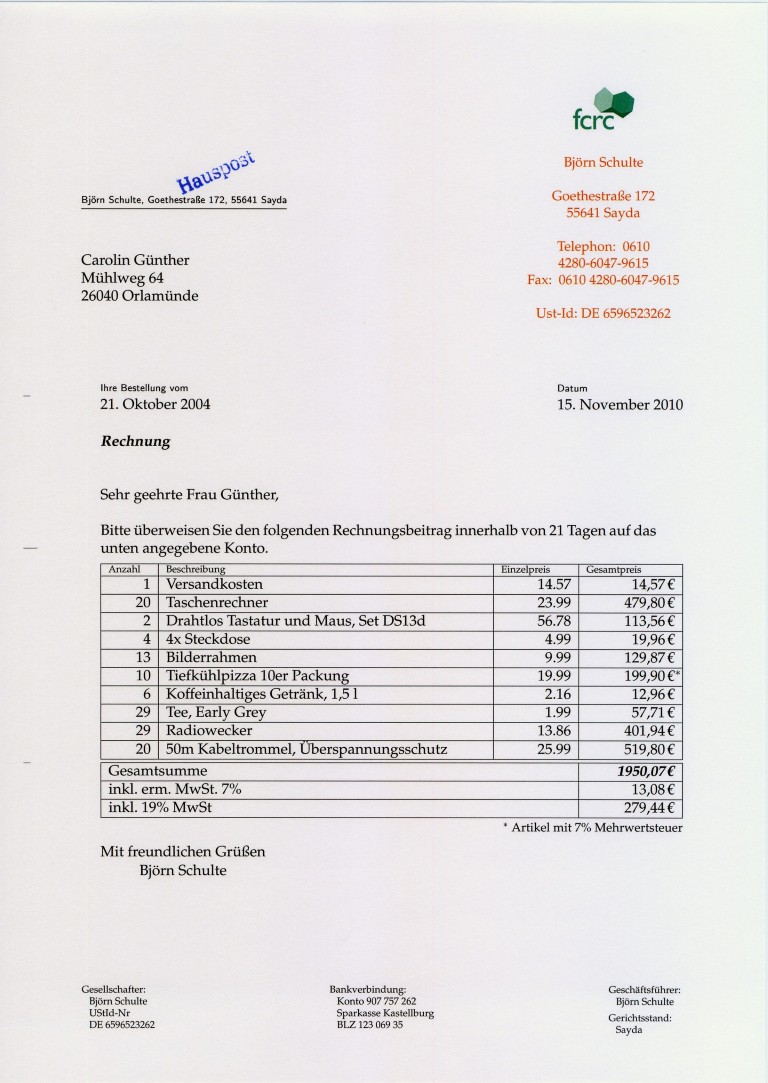 fcrc
Björn Schulte
Goethestraße 172
55641 Sayda
Telephon: 0610
4280-6047-9615
Fax: 0610 4280-6047-9615
Ust-Id: DE 6596523262
Hauspost
Björn Schulte, Goethestraße 172, 55641 Sayda
Carolin Günther
Mühlweg 64
26040 Orlamünde
Ihre Bestellung vom Datum
21. Oktober 2004 15. November 2010
Rechnung
Sehr geehrte Frau Günther,
Bitte überweisen Sie den folgenden Rechnungsbeitrag innerhalb von 21 Tagen auf das
unten angegebene Konto.
Anzahl Beschreibung Einzelpreis Gesamtpreis
1 Versandkosten 14.57 14,57 €
20 Taschenrechner 23.99 479,80 €
2 Drahtlos Tastatur und Maus, Set DS13d 56.78 113,56 €
4 4x Steckdose 4.99 19,96 €
13 Bilderrahmen 9.99 129,87 €
10 Tiefkühlpizza 10er Packung 19.99 199,90 €*
6 Koffeinhaltiges Getränk, 1,5 l 2.16 12,96 €
29 Tee, Early Grey 1.99 57,71 €
29 Radiowecker 13.86 401,94 €
20 50m Kabeltrommel, Überspannungsschutz 25.99 519,80 €
Gesamtsumme 1950,07 €
inkl. erm. MwSt. 7% 13,08 €
inkl. 19% MwSt 279,44 €
* Artikel mit 7% Mehrwertsteuer
Mit freundlichen Grüßen
Björn Schulte
Gesellschafter:
Björn Schulte
UStId-Nr
DE 6596523262
Bankverbindung:
Konto 907 757 262
Sparkasse Kastellburg
BLZ 123 069 35
Geschäftsführer:
Björn Schulte
Gerichtsstand:
Sayda